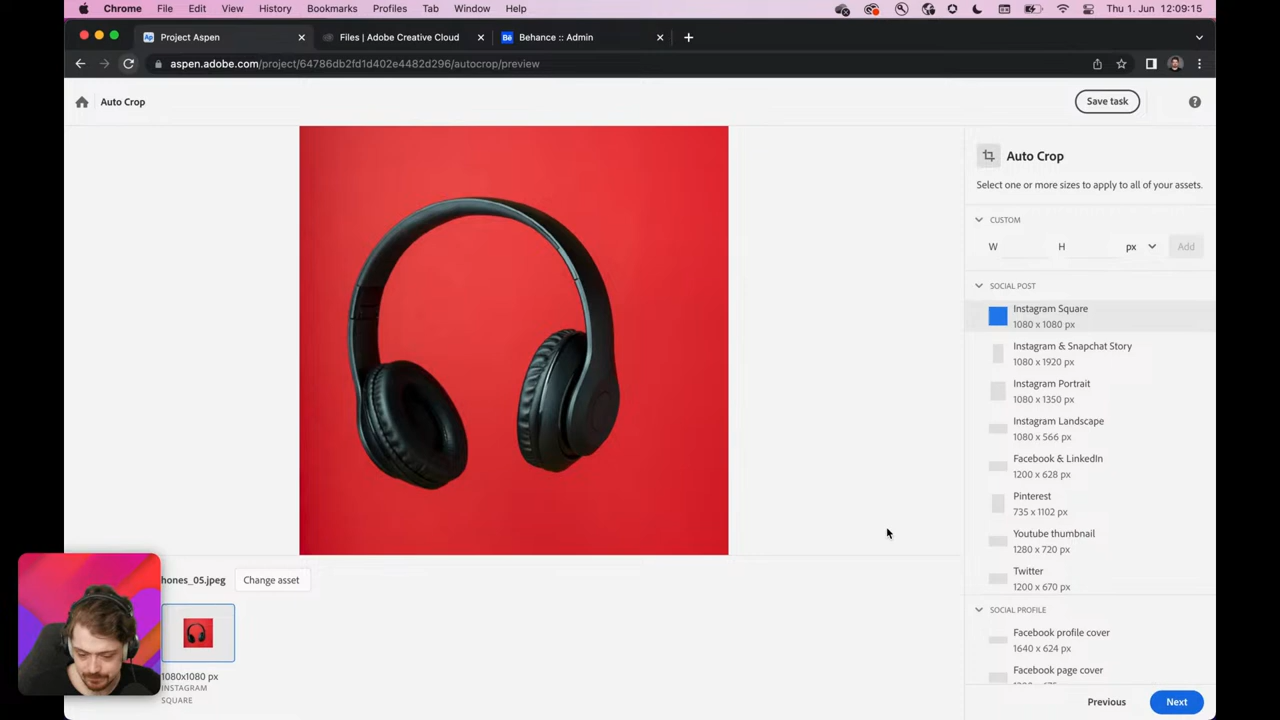 Chrome File Edit View History Bookmarks Profiles Tab Window Help Thu 1. Jun 12:09:15
Ap Project Aspen Files | Adobe Creative Cloud Bē Behance :: Admin
aspen.adobe.com/project/64786db2fd1d402e4482d296/autocrop/preview
Auto Crop Save task
Auto Crop
Select one or more sizes to apply to all of your assets.
CUSTOM
W H px Add
SOCIAL POST
Instagram Square
1080 x 1080 px
Instagram & Snapchat Story
1080 x 1920 px
Instagram Portrait
1080 x 1350 px
Instagram Landscape
1080 x 566 px
Facebook & LinkedIn
1200 x 628 px
Pinterest
735 x 1102 px
Youtube thumbnail
1280 x 720 px
Twitter
1200 x 670 px
SOCIAL PROFILE
Facebook profile cover
1640 x 624 px
Facebook page cover
hones_05.jpeg Change asset
1080x1080 px
INSTAGRAM
SQUARE
Previous Next